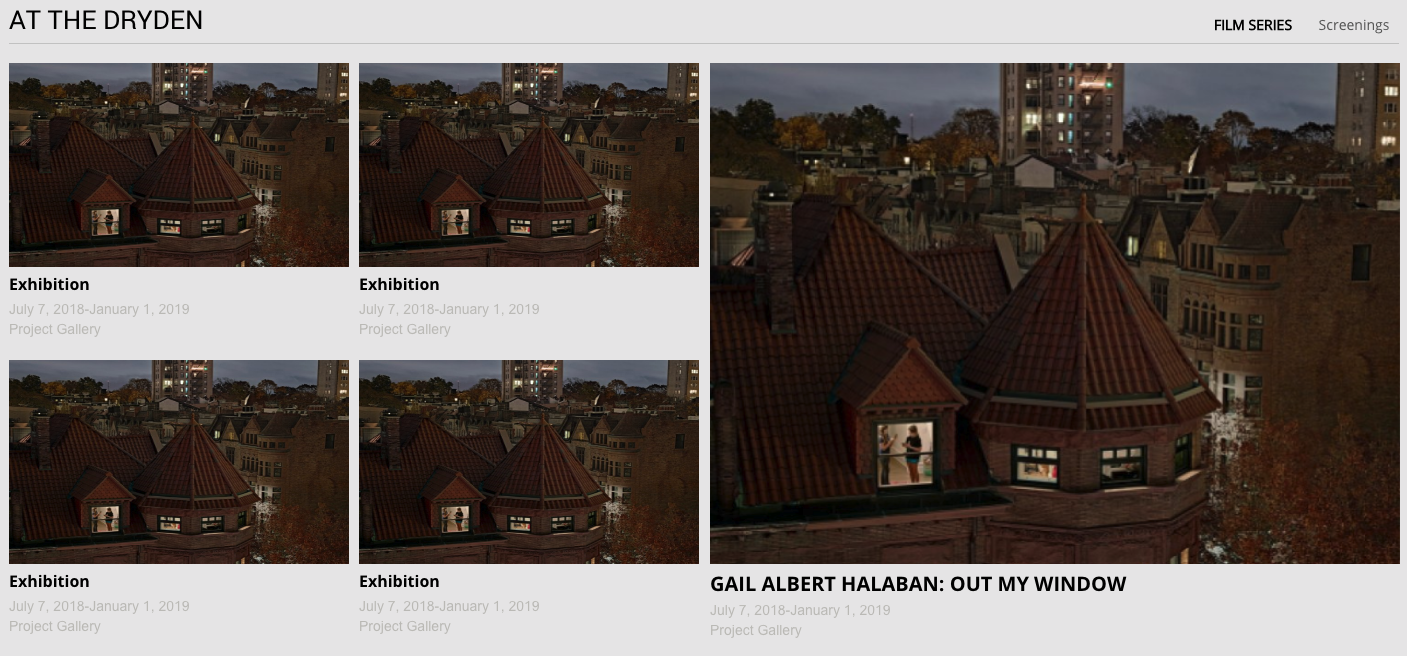 AT THE DRYDEN
FILM SERIES Screenings
Exhibition
July 7, 2018-January 1, 2019
Project Gallery
Exhibition
July 7, 2018-January 1, 2019
Project Gallery
Exhibition
July 7, 2018-January 1, 2019
Project Gallery
Exhibition
July 7, 2018-January 1, 2019
Project Gallery
GAIL ALBERT HALABAN: OUT MY WINDOW
July 7, 2018-January 1, 2019
Project Gallery